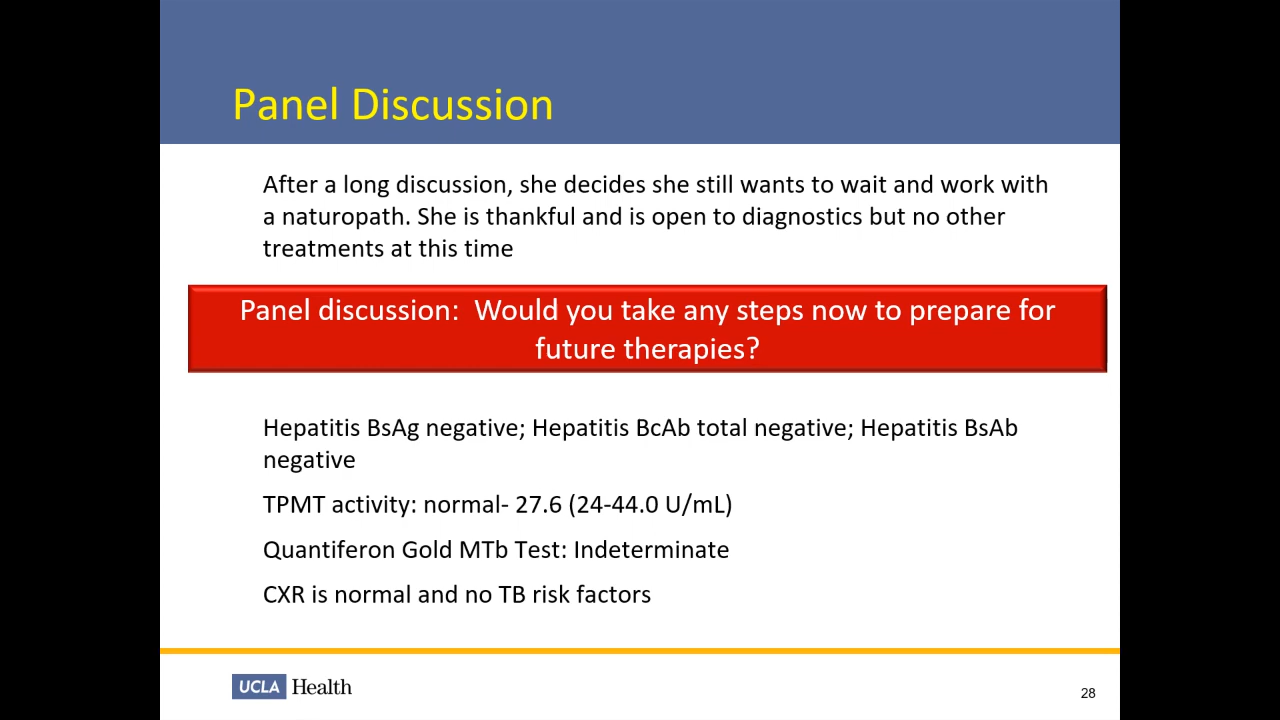 Panel Discussion
After a long discussion, she decides she still wants to wait and work with
a naturopath. She is thankful and is open to diagnostics but no other
treatments at this time
Panel discussion:  Would you take any steps now to prepare for
future therapies?
Hepatitis BsAg negative; Hepatitis BcAb total negative; Hepatitis BsAb
negative
TPMT activity: normal- 27.6 (24-44.0 U/mL)
Quantiferon Gold MTb Test: Indeterminate
CXR is normal and no TB risk factors
UCLA Health
28